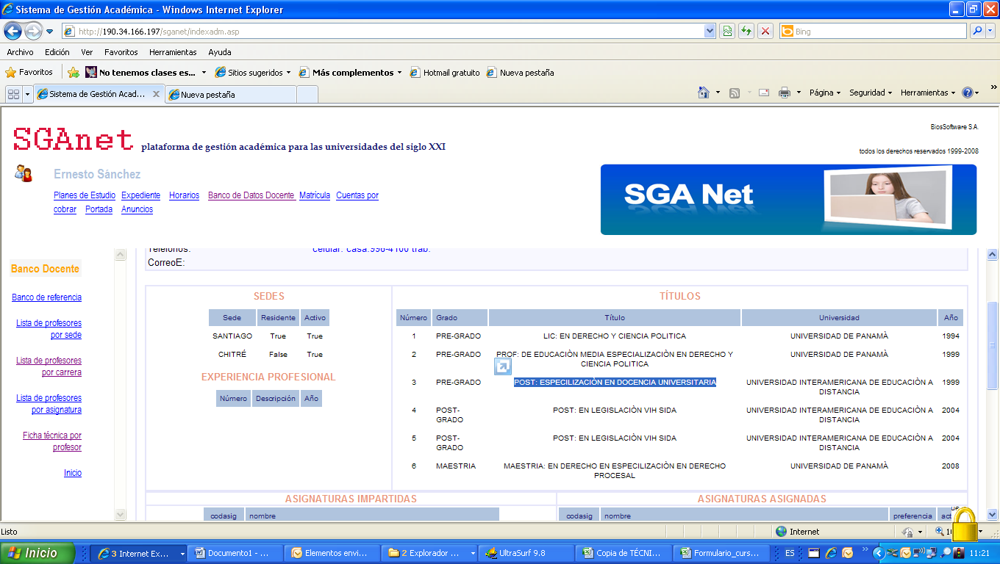 Sistema de Gestión Académica - Windows Internet Explorer
http://190.34.166.197/sganet/indexadm.asp
Bing
Archivo Edición Ver Favoritos Herramientas Ayuda
Favoritos No tenemos clases es... Sitios sugeridos Más complementos Hotmail gratuito Nueva pestaña
Sistema de Gestión Acad... X Nueva pestaña Página Seguridad Herramientas »
BiosSoftware S.A.
SGAnet plataforma de gestión académica para las universidades del siglo XXI
todos los derechos reservados 1999-2008
Ernesto Sánchez
Planes de Estudio Expediente Horarios Banco de Datos Docente Matrícula Cuentas por
cobrar Portada Anuncios
SGA Net
Teléfonos: celular: casa:996-4100 trab:
CorreoE:
Banco Docente
Banco de referencia
Lista de profesores
por sede
Lista de profesores
por carrera
Lista de profesores
por asignatura
Ficha técnica por
profesor
Inicio
SEDES
Sede Residente Activo
SANTIAGO True True
CHITRÉ False True
EXPERIENCIA PROFESIONAL
Número Descripción Año
TÍTULOS
Número Grado Título Universidad Año
1 PRE-GRADO LIC: EN DERECHO Y CIENCIA POLITICA UNIVERSIDAD DE PANAMÀ 1994
2 PRE-GRADO PROF: DE EDUCACIÒN MEDIA ESPECIALIZACIÒN EN DERECHO Y UNIVERSIDAD DE PANAMÀ 1999
CIENCIA POLITICA
3 PRE-GRADO POST: ESPECILIZACIÒN EN DOCENCIA UNIVERSITARIA UNIVERSIDAD INTERAMERICANA DE EDUCACIÒN A 1999
DISTANCIA
4 POST- POST: EN LEGISLACIÒN VIH SIDA UNIVERSIDAD INTERAMERICANA DE EDUCACIÒN A 2004
GRADO DISTANCIA
5 POST- POST: EN LEGISLACIÒN VIH SIDA UNIVERSIDAD INTERAMERICANA DE EDUCACIÒN A 2004
GRADO DISTANCIA
6 MAESTRIA MAESTRIA: EN DERECHO EN ESPECILIZACIÒN EN DERECHO UNIVERSIDAD DE PANAMÀ 2008
PROCESAL
ASIGNATURAS IMPARTIDAS
codasig nombre
ASIGNATURAS ASIGNADAS
codasig nombre preferencia
Listo Internet
Inicio 3 Internet Ex... Documento1 - ... Elementos envi... 2 Explorador ... UltraSurf 9.8 Copia de TÉCNI... Formulario_curs... ES » 11:21